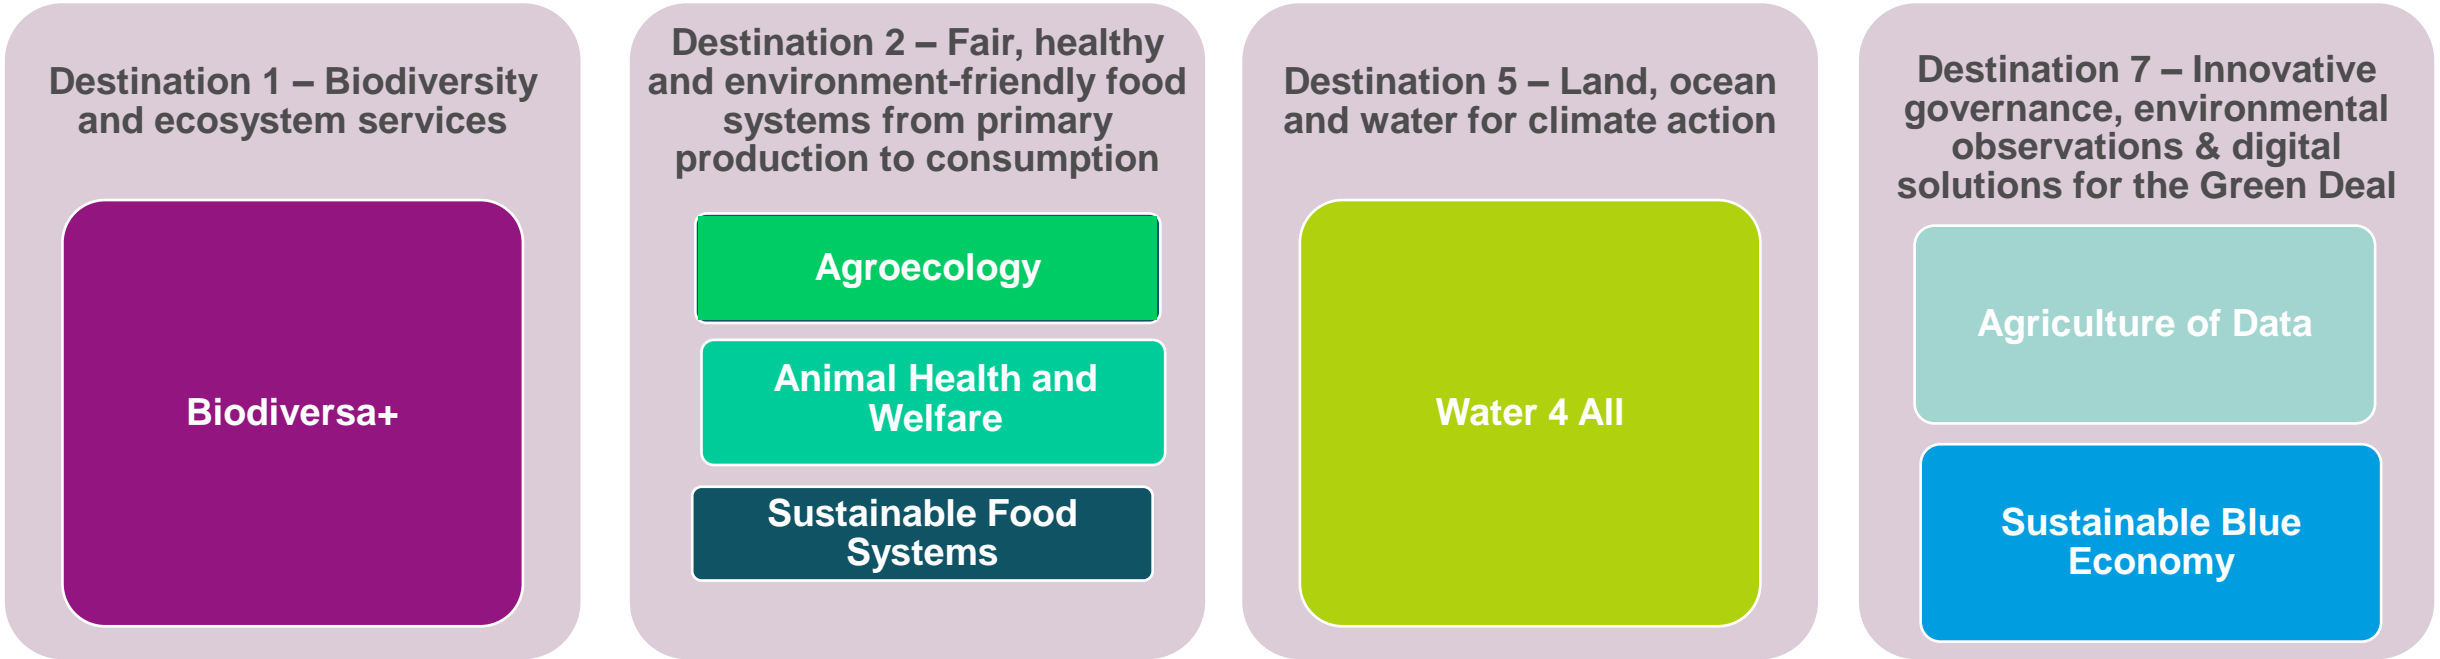 Destination 1 – Biodiversity
and ecosystem services
Biodiversa+
Destination 2 – Fair, healthy
and environment-friendly food
systems from primary
production to consumption
Agroecology
Animal Health and
Welfare
Sustainable Food
Systems
Destination 5 – Land, ocean
and water for climate action
Water 4 All
Destination 7 – Innovative
governance, environmental
observations & digital
solutions for the Green Deal
Agriculture of Data
Sustainable Blue
Economy